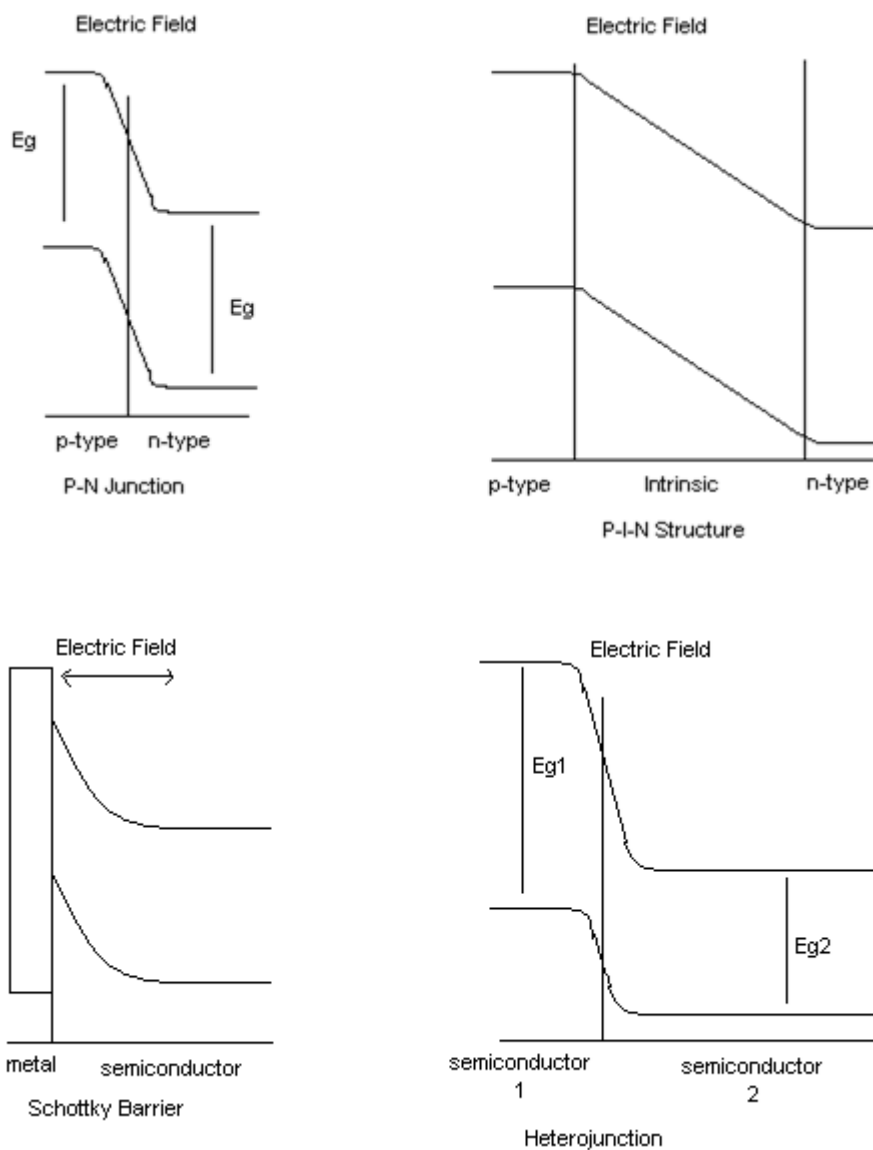 Electric Field
Eg
Eg
p-type n-type
P-N Junction
Electric Field
p-type Intrinsic n-type
P-I-N Structure
Electric Field
metal semiconductor
Schottky Barrier
Electric Field
Eg1
Eg2
semiconductor semiconductor
1 2
Heterojunction